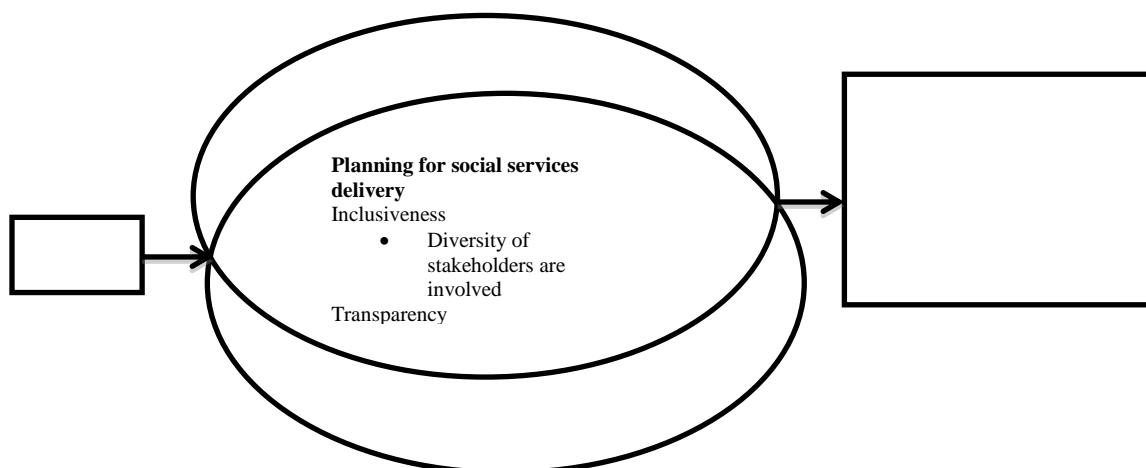 Planning for social services
delivery
Inclusiveness
• Diversity of
stakeholders are
involved
Transparency